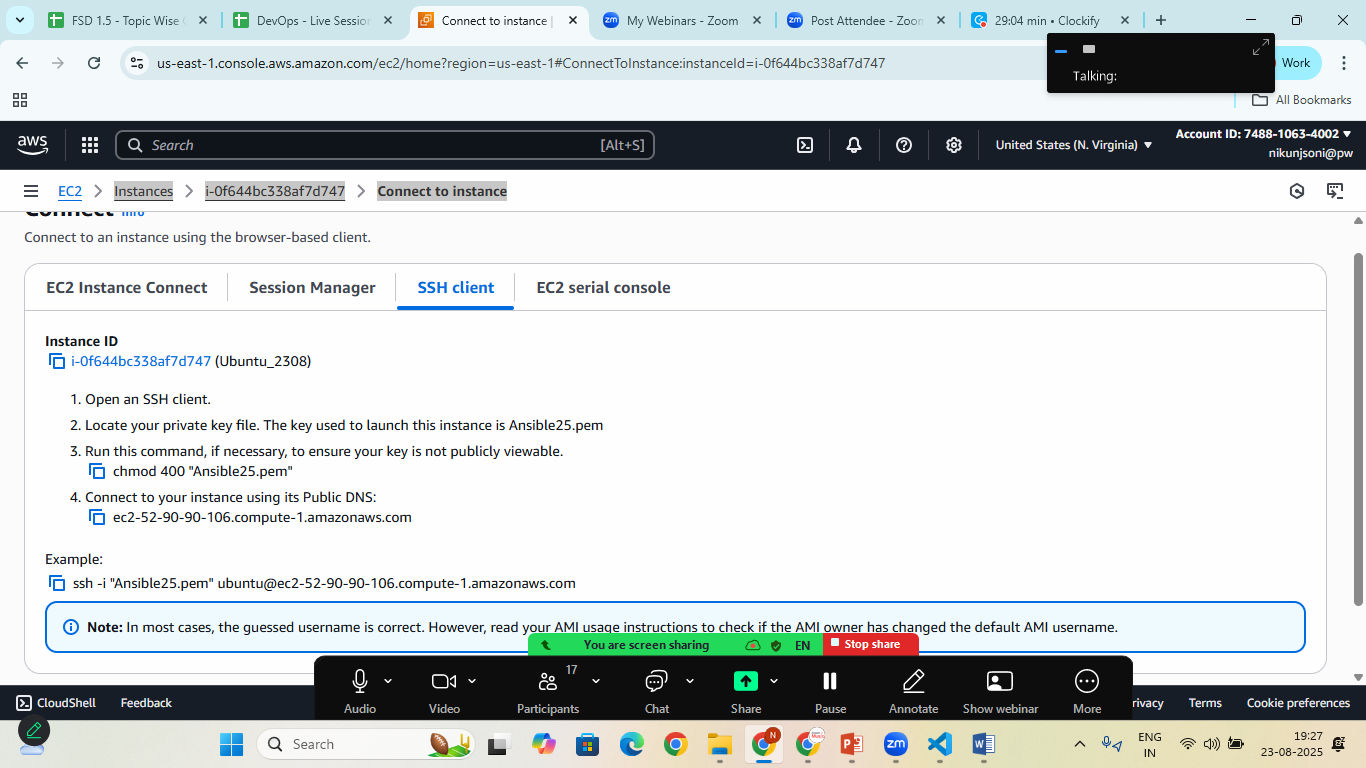 FSD 1.5 - Topic Wise
DevOps - Live Session
Connect to instance |
My Webinars - Zoom
Post Attendee - Zoom
29:04 min • Clockify
us-east-1.console.aws.amazon.com/ec2/home?region=us-east-1#ConnectToInstance:instanceId=i-0f644bc338af7d747
Work
Talking:
All Bookmarks
aws
Search
[Alt+S]
United States (N. Virginia)
Account ID: 7488-1063-4002
nikunjsoni@pw
EC2
Instances
i-0f644bc338af7d747
Connect to instance
Connect Info
Connect to an instance using the browser-based client.
EC2 Instance Connect
Session Manager
SSH client
EC2 serial console
Instance ID
i-0f644bc338af7d747 (Ubuntu_2308)
1. Open an SSH client.
2. Locate your private key file. The key used to launch this instance is Ansible25.pem
3. Run this command, if necessary, to ensure your key is not publicly viewable.
chmod 400 "Ansible25.pem"
4. Connect to your instance using its Public DNS:
ec2-52-90-90-106.compute-1.amazonaws.com
Example:
ssh -i "Ansible25.pem" ubuntu@ec2-52-90-90-106.compute-1.amazonaws.com
Note: In most cases, the guessed username is correct. However, read your AMI usage instructions to check if the AMI owner has changed the default AMI username.
You are screen sharing
EN
Stop share
17
Audio
Video
Participants
Chat
Share
Pause
Annotate
Show webinar
More
CloudShell
Feedback
rivacy
Terms
Cookie preferences
Search
N
ENG
IN
19:27
23-08-2025